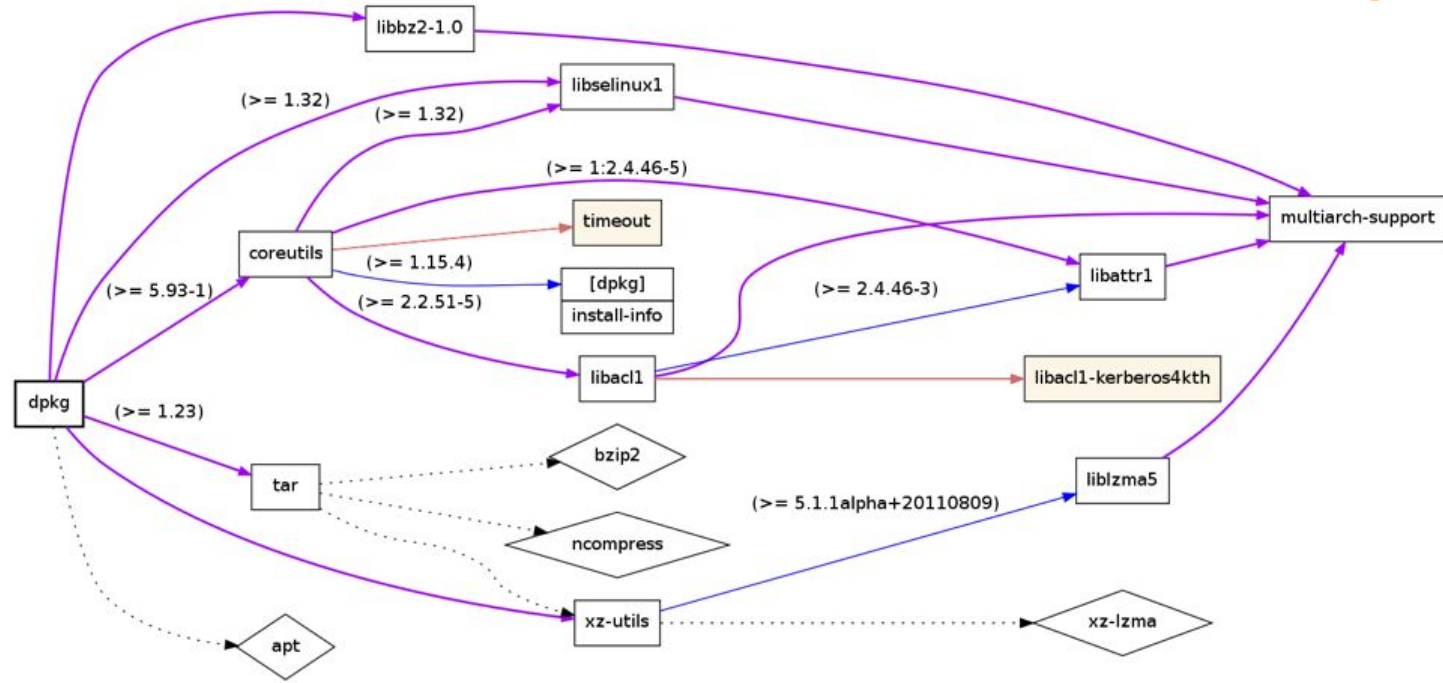 libbz2-1.0
libselinux1
(>= 1.32)
(>= 1.32)
(>= 1:2.4.46-5)
timeout
multiarch-support
coreutils
(>= 1.15.4)
[dpkg]
install-info
libattr1
(>= 5.93-1)
(>= 2.2.51-5)
(>= 2.4.46-3)
libacl1
libacl1-kerberos4kth
dpkg
(>= 1.23)
bzip2
tar
liblzma5
(>= 5.1.1alpha+20110809)
ncompress
xz-utils
xz-lzma
apt